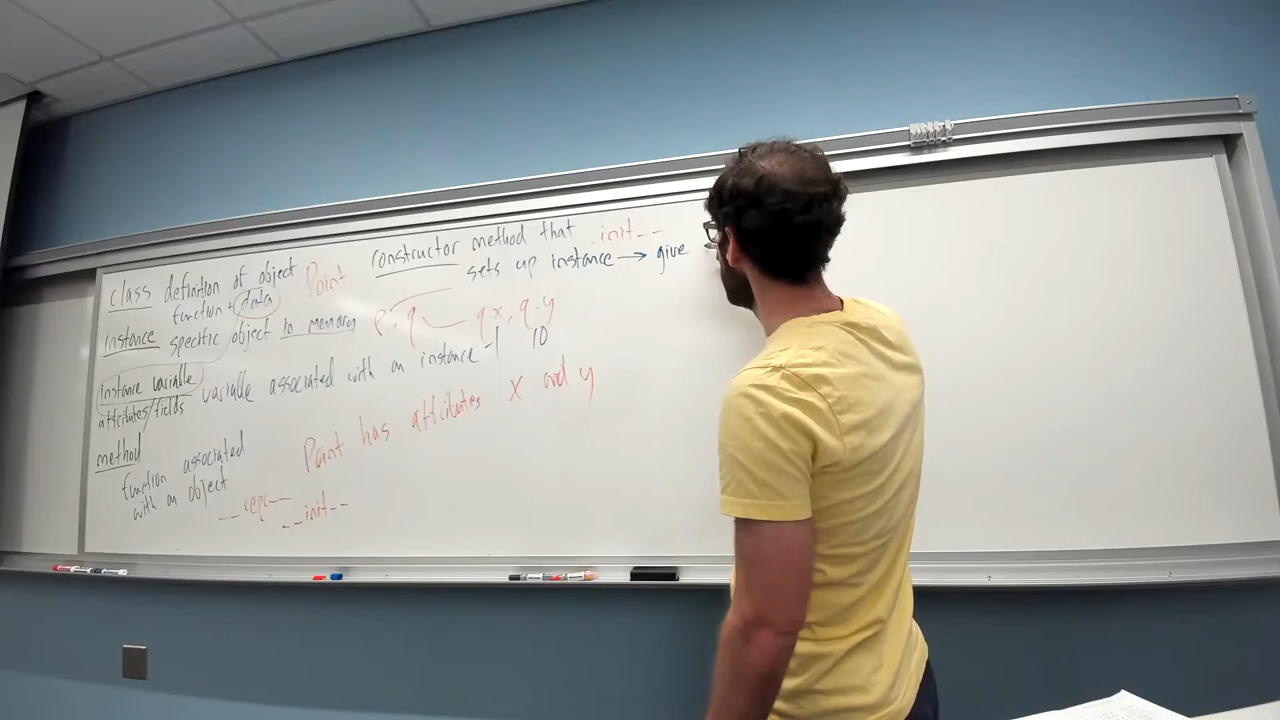 class definition of object
function + data
Point
instance specific object in memory
p, q q.x, q.y
-1 10
instance variable variable associated with an instance
attributes/fields
Point has attributes x and y
method
function associated
with an object
__repr__
__init__
constructor method that __init__
sets up instance → give